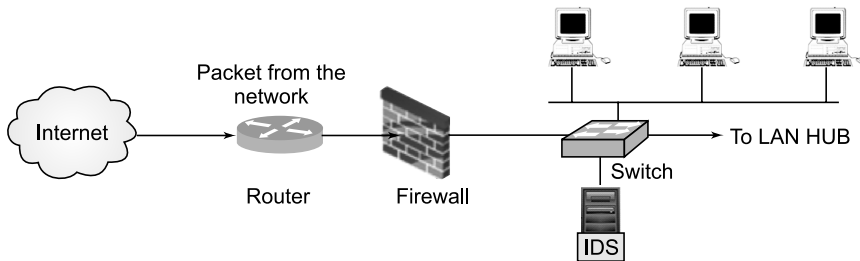 Packet from the
network
Internet
To LAN HUB
Router
Firewall
Switch
IDS